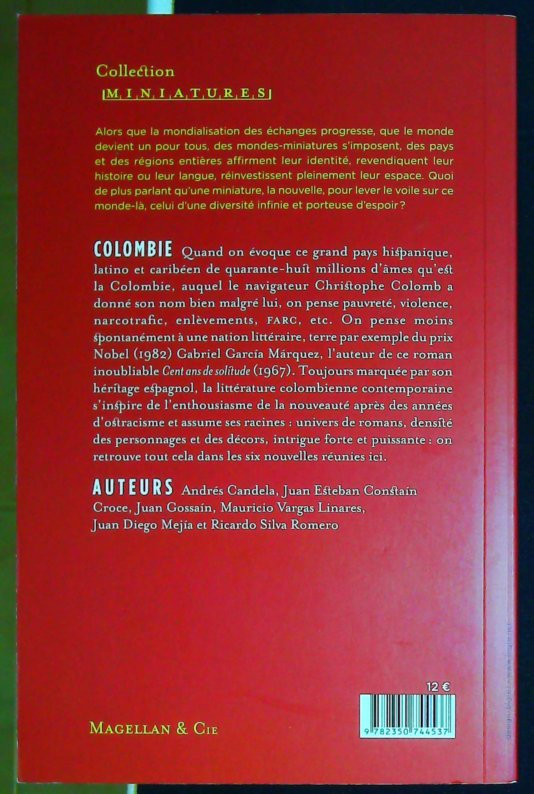 Collection
MINIATURES
Alors que la mondialisation des échanges progresse, que le monde
devient un pour tous, des mondes-miniatures s'imposent, des pays
et des régions entières affirment leur identité, revendiquent leur
histoire ou leur langue, réinvestissent pleinement leur espace. Quoi
de plus parlant qu'une miniature, la nouvelle, pour lever le voile sur ce
monde-là, celui d'une diversité infinie et porteuse d'espoir ?
COLOMBIE Quand on évoque ce grand pays hispanique,
latino et caribéen de quarante-huit millions d'âmes qu'est
la Colombie, auquel le navigateur Christophe Colomb a
donné son nom bien malgré lui, on pense pauvreté, violence,
narcotrafic, enlèvements, FARC, etc. On pense moins
spontanément à une nation littéraire, terre par exemple du prix
Nobel (1982) Gabriel García Márquez, l'auteur de ce roman
inoubliable Cent ans de solitude (1967). Toujours marquée par son
héritage espagnol, la littérature colombienne contemporaine
s'inspire de l'enthousiasme de la nouveauté après des années
d'ostracisme et assume ses racines : univers de romans, densité
des personnages et des décors, intrigue forte et puissante : on
retrouve tout cela dans les six nouvelles réunies ici.
AUTEURS Andrés Candela, Juan Esteban Constaín
Croce, Juan Gossaín, Mauricio Vargas Linares,
Juan Diego Mejía et Ricardo Silva Romero
12 €
9 782350 744537
MAGELLAN & CIE